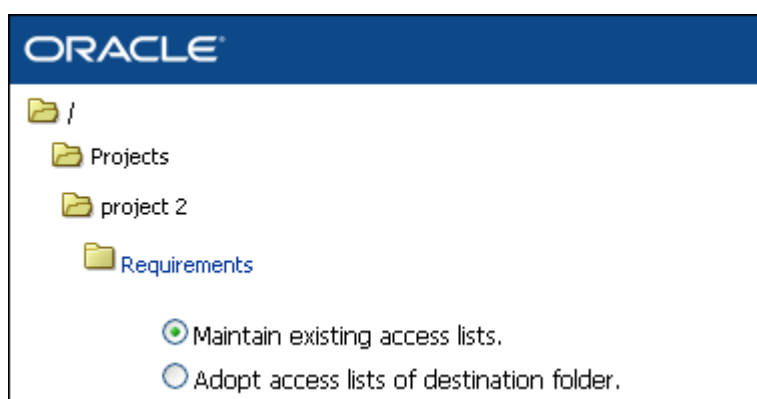 ORACLE
/
Projects
project 2
Requirements
Maintain existing access lists.
Adopt access lists of destination folder.